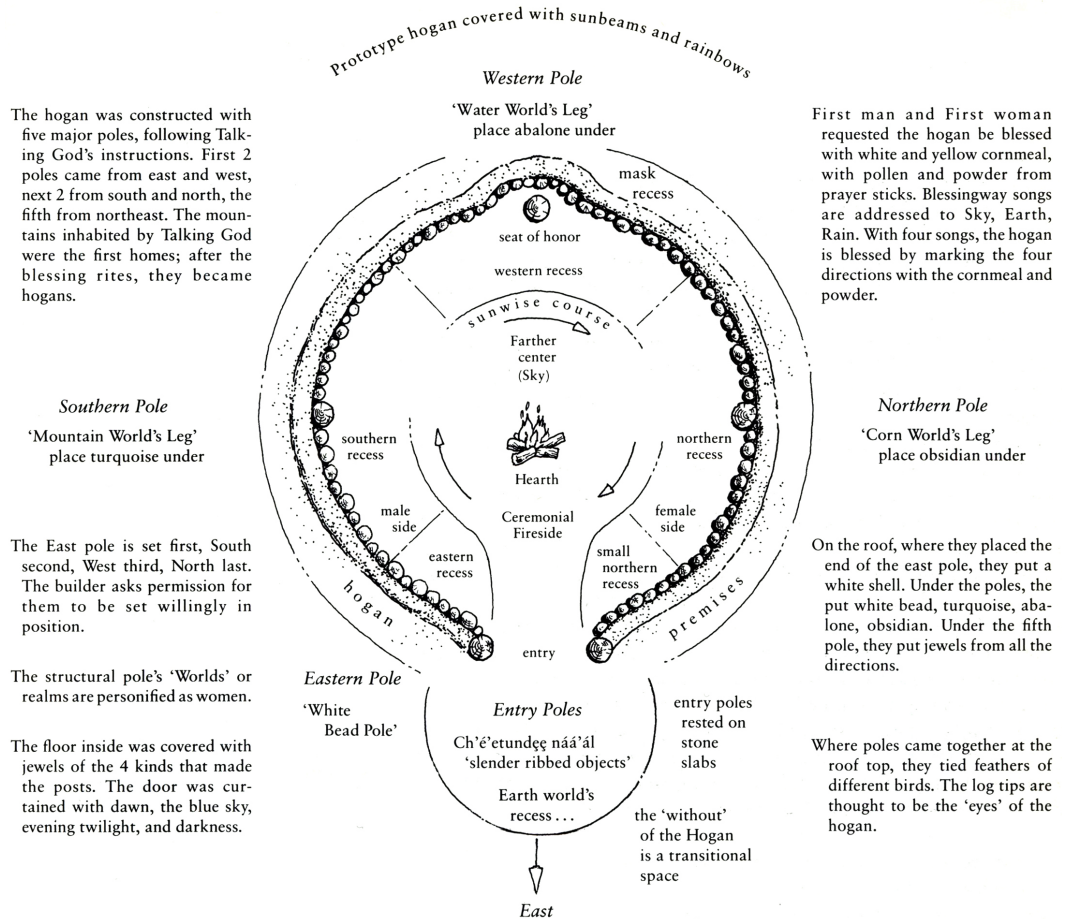 Prototype hogan covered with sunbeams and rainbows
Western Pole
'Water World's Leg'
place abalone under
The hogan was constructed with
five major poles, following Talk-
ing God's instructions. First 2
poles came from east and west,
next 2 from south and north, the
fifth from northeast. The moun-
tains inhabited by Talking God
were the first homes; after the
blessing rites, they became
hogans.
First man and First woman
requested the hogan be blessed
with white and yellow cornmeal,
with pollen and powder from
prayer sticks. Blessingway songs
are addressed to Sky, Earth,
Rain. With four songs, the hogan
is blessed by marking the four
directions with the cornmeal and
powder.
mask
recess
seat of honor
western recess
sunwise course
Farther
center
(Sky)
Southern Pole
'Mountain World's Leg'
place turquoise under
Northern Pole
'Corn World's Leg'
place obsidian under
southern
recess
northern
recess
Hearth
male
side
Ceremonial
Fireside
female
side
eastern
recess
small
northern
recess
hogan
premises
entry
The East pole is set first, South
second, West third, North last.
The builder asks permission for
them to be set willingly in
position.
The structural pole's 'Worlds' or
realms are personified as women.
The floor inside was covered with
jewels of the 4 kinds that made
the posts. The door was cur-
tained with dawn, the blue sky,
evening twilight, and darkness.
On the roof, where they placed the
end of the east pole, they put a
white shell. Under the poles, the
put white bead, turquoise, aba-
lone, obsidian. Under the fifth
pole, they put jewels from all the
directions.
Where poles came together at the
roof top, they tied feathers of
different birds. The log tips are
thought to be the 'eyes' of the
hogan.
Eastern Pole
'White
Bead Pole'
Entry Poles
Ch'é'etundęę náá'ál
'slender ribbed objects'
Earth world's
recess...
entry poles
rested on
stone
slabs
the 'without'
of the Hogan
is a transitional
space
East